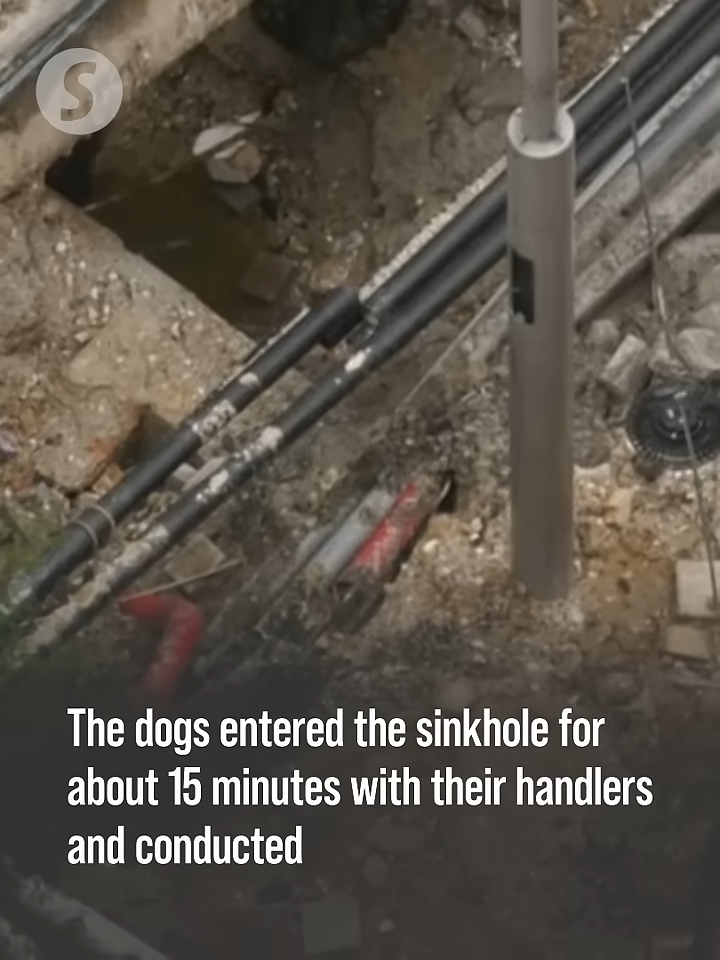 S
The dogs entered the sinkhole for
about 15 minutes with their handlers
and conducted